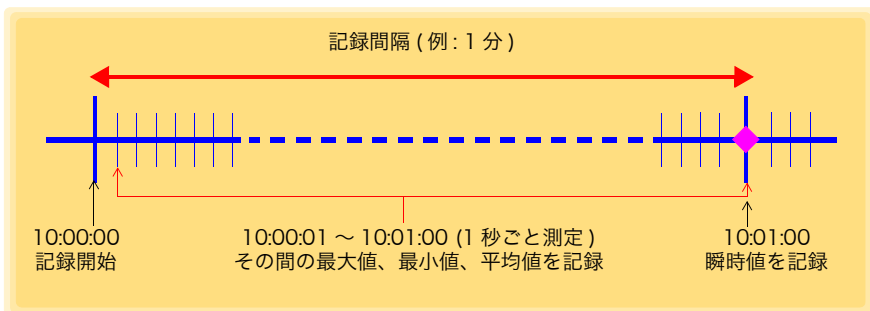 記録間隔 ( 例 : 1 分 )
10:00:00
記録開始
10:00:01 ～ 10:01:00 (1 秒ごと測定 )
その間の最大値、最小値、平均値を記録
10:01:00
瞬時値を記録